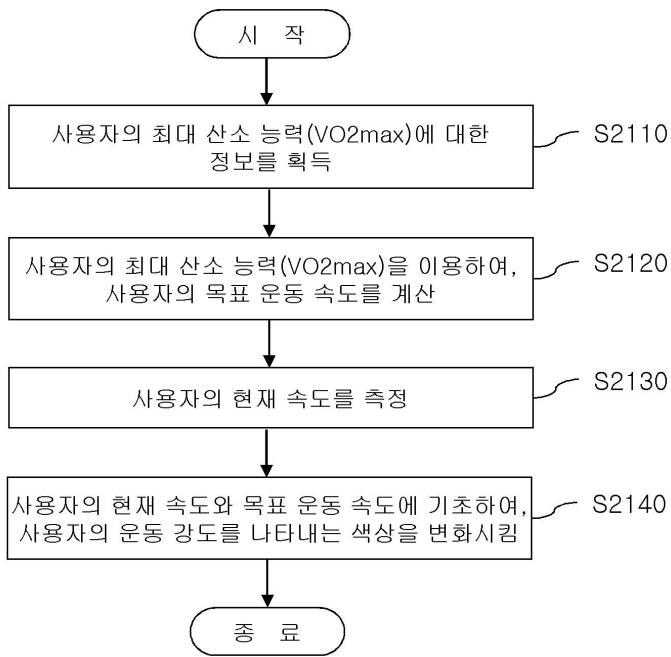 시 작
사용자의 최대 산소 능력(VO2max)에 대한
정보를 획득
S2110
사용자의 최대 산소 능력(VO2max)을 이용하여,
사용자의 목표 운동 속도를 계산
S2120
사용자의 현재 속도를 측정
S2130
사용자의 현재 속도와 목표 운동 속도에 기초하여,
사용자의 운동 강도를 나타내는 색상을 변화시킴
S2140
종 료